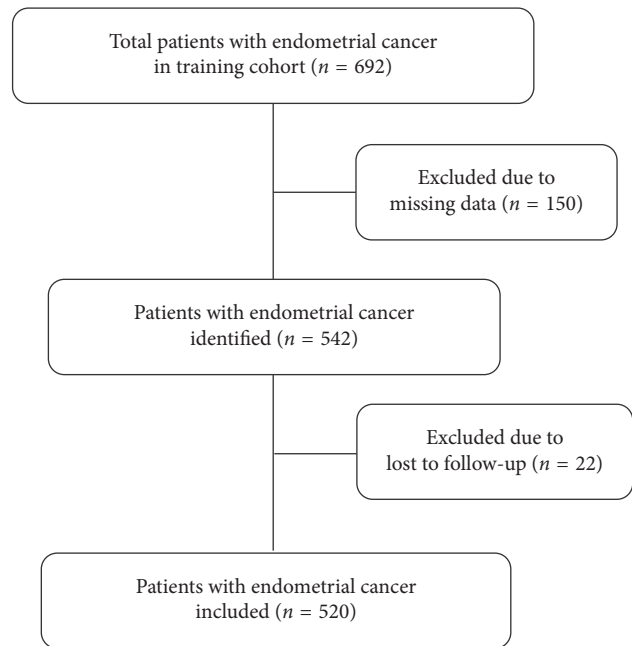 Total patients with endometrial cancer
in training cohort (n = 692)
Excluded due to
missing data (n = 150)
Patients with endometrial cancer
identified (n = 542)
Excluded due to
lost to follow-up (n = 22)
Patients with endometrial cancer
included (n = 520)